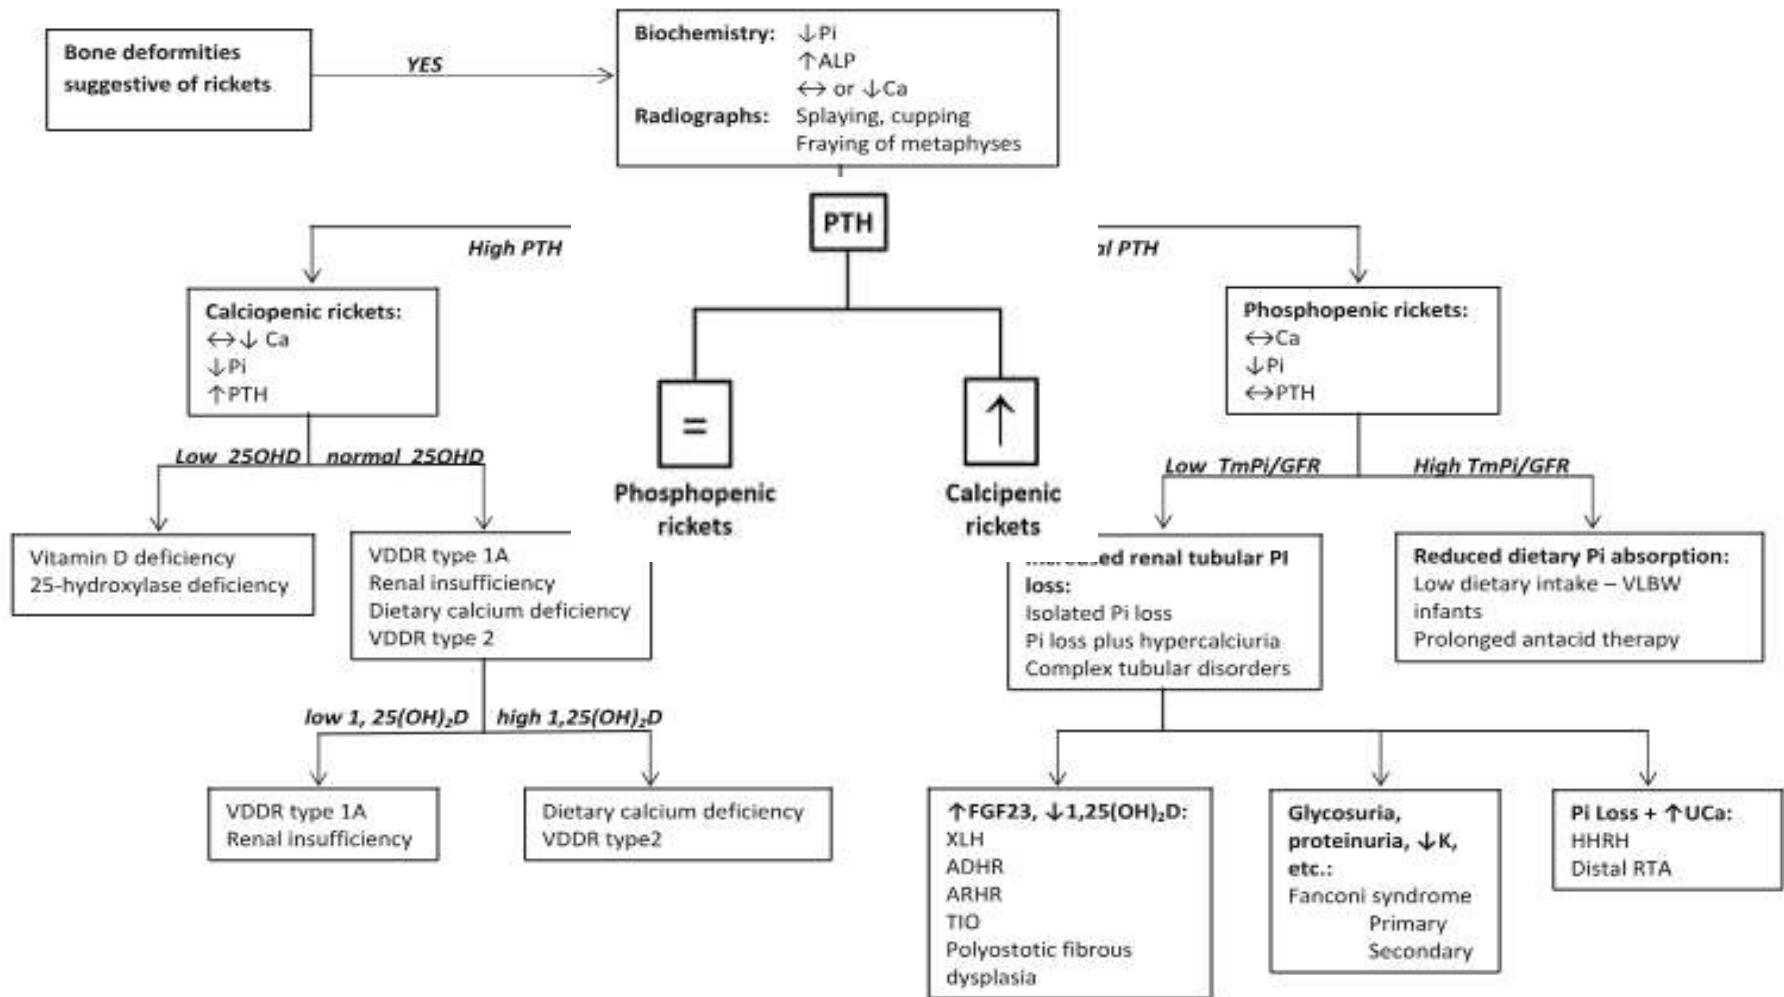 Bone deformities
suggestive of rickets
YES
Biochemistry: ↓Pi
↑ALP
↔ or ↓Ca
Radiographs: Splaying, cupping
Fraying of metaphyses
PTH
High PTH
PTH
Calciopenic rickets:
↔↓ Ca
↓Pi
↑PTH
Phosphopenic rickets:
↔Ca
↓Pi
↔PTH
=
↑
Phosphopenic
rickets
Calcipenic
rickets
Low 25OHD normal 25OHD
Low TmPi/GFR High TmPi/GFR
Vitamin D deficiency
25-hydroxylase deficiency
VDDR type 1A
Renal insufficiency
Dietary calcium deficiency
VDDR type 2
Increased renal tubular PI
loss:
Isolated Pi loss
Pi loss plus hypercalciuria
Complex tubular disorders
Reduced dietary Pi absorption:
Low dietary intake – VLBW
infants
Prolonged antacid therapy
low 1, 25(OH)₂D high 1,25(OH)₂D
VDDR type 1A
Renal insufficiency
Dietary calcium deficiency
VDDR type2
↑FGF23, ↓1,25(OH)₂D:
XLH
ADHR
ARHR
TIO
Polyostotic fibrous
dysplasia
Glycosuria,
proteinuria, ↓K,
etc.:
Fanconi syndrome
Primary
Secondary
Pi Loss + ↑UCa:
HHRH
Distal RTA